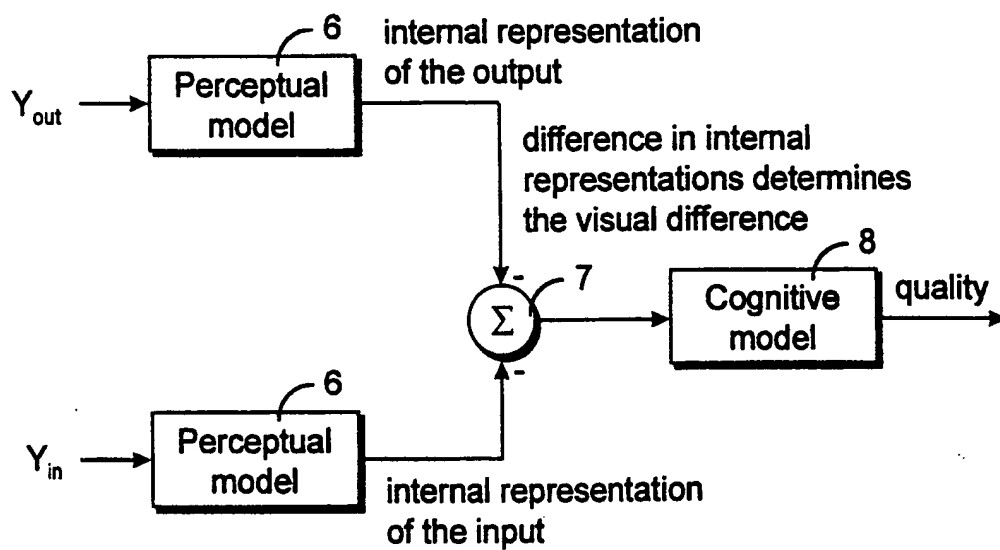 6
internal representation
of the output
Y_out
Perceptual
model
difference in internal
representations determines
the visual difference
-
7
Σ
-
8
Cognitive
model
quality
6
Y_in
Perceptual
model
internal representation
of the input